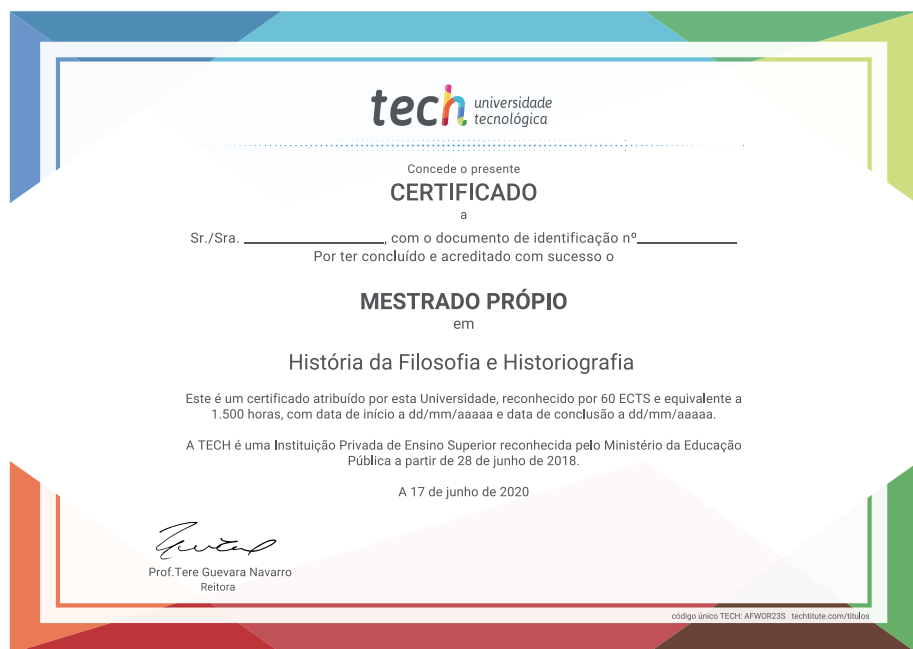 tech universidade
tecnológica
Concede o presente
CERTIFICADO
a
Sr./Sra. ____________________, com o documento de identificação nº______________
Por ter concluído e acreditado com sucesso o
MESTRADO PRÓPIO
em
História da Filosofia e Historiografia
Este é um certificado atribuído por esta Universidade, reconhecido por 60 ECTS e equivalente a
1.500 horas, com data de início a dd/mm/aaaaa e data de conclusão a dd/mm/aaaaa.
A TECH é uma Instituição Privada de Ensino Superior reconhecida pelo Ministério da Educação
Pública a partir de 28 de junho de 2018.
A 17 de junho de 2020
Prof.Tere Guevara Navarro
Reitora
código único TECH: AFWOR23S techtitute.com/titulos